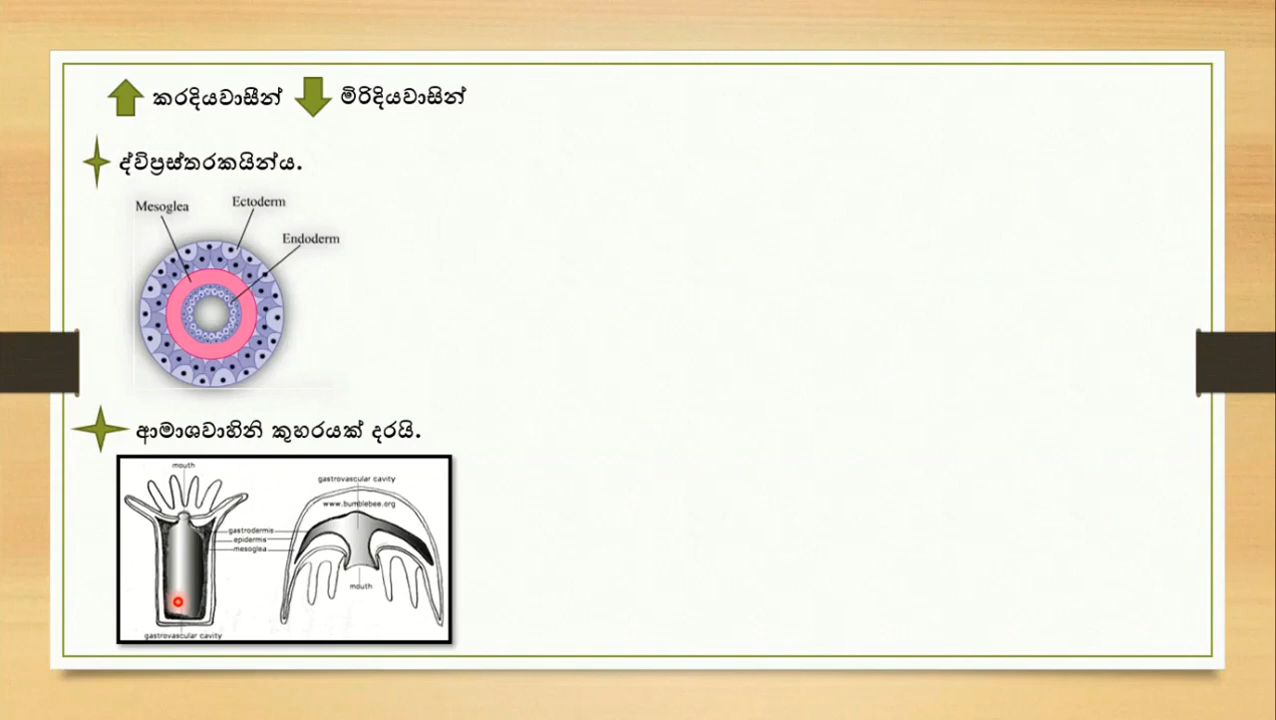 කරදියවාසීන් මිරිදියවාසින්
ද්විප්‍රස්තරකයින්ය.
Mesoglea
Ectoderm
Endoderm
ආමාශවාහිනි කුහරයක් දරයි.
mouth
gastrovascular cavity
www.bumblebee.org
gastrodermis
epidermis
mesoglea
mouth
gastrovascular cavity